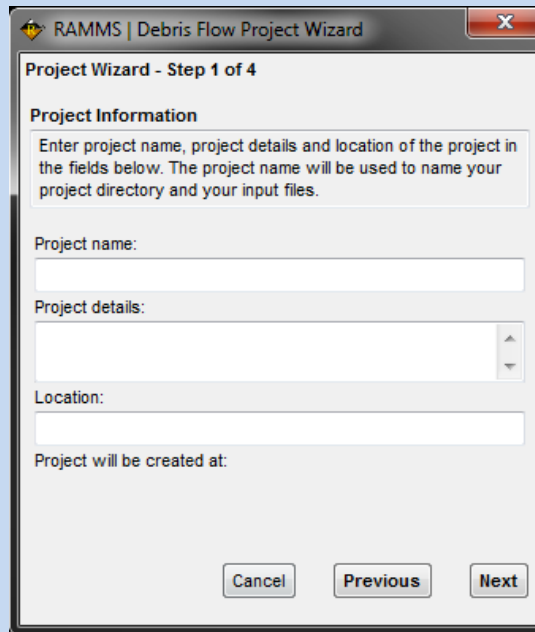 RAMMS | Debris Flow Project Wizard
Project Wizard - Step 1 of 4
Project Information
Enter project name, project details and location of the project in
the fields below. The project name will be used to name your
project directory and your input files.
Project name:
Project details:
Location:
Project will be created at:
Cancel Previous Next